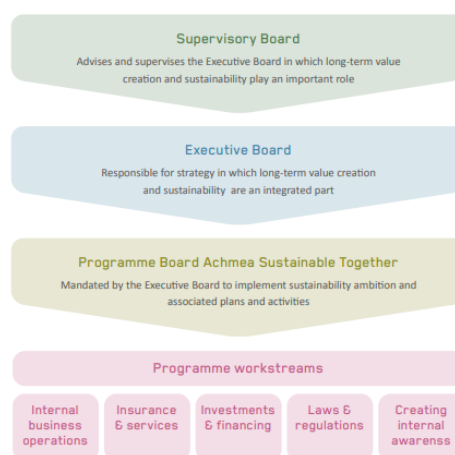 Supervisory Board
Advises and supervises the Executive Board in which long-term value
creation and sustainability play an important role
Executive Board
Responsible for strategy in which long-term value creation
and sustainability are an integrated part
Programme Board Achmea Sustainable Together
Mandated by the Executive Board to implement sustainability ambition and
associated plans and activities
Programme workstreams
Internal
business
operations
Insurance
& services
Investments
& financing
Laws &
regulations
Creating
internal
awarenss